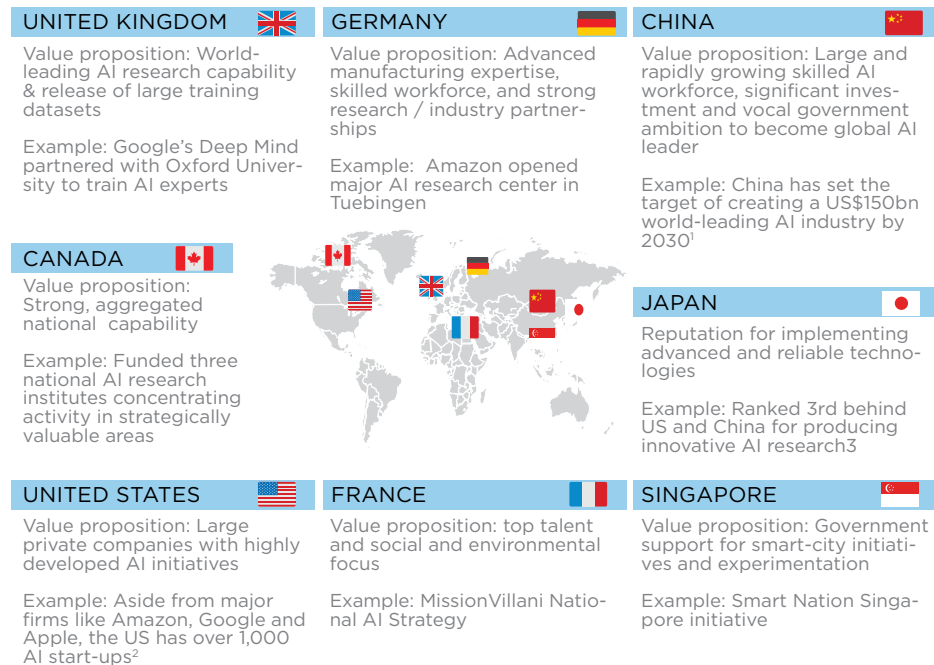 UNITED KINGDOM
Value proposition: World-
leading AI research capability
& release of large training
datasets
Example: Google's Deep Mind
partnered with Oxford Univer-
sity to train AI experts
GERMANY
Value proposition: Advanced
manufacturing expertise,
skilled workforce, and strong
research / industry partner-
ships
Example:  Amazon opened
major AI research center in
Tuebingen
CHINA
Value proposition: Large and
rapidly growing skilled AI
workforce, significant inves-
tment and vocal government
ambition to become global AI
leader
Example: China has set the
target of creating a US$150bn
world-leading AI industry by
2030¹
CANADA
Value proposition:
Strong, aggregated
national  capability
Example: Funded three
national AI research
institutes concentrating
activity in strategically
valuable areas
JAPAN
Reputation for implementing
advanced and reliable techno-
logies
Example: Ranked 3rd behind
US and China for producing
innovative AI research3
UNITED STATES
Value proposition: Large
private companies with highly
developed AI initiatives
Example: Aside from major
firms like Amazon, Google and
Apple, the US has over 1,000
AI start-ups²
FRANCE
Value proposition: top talent
and social and environmental
focus
Example: MissionVillani Natio-
nal AI Strategy
SINGAPORE
Value proposition: Government
support for smart-city initiati-
ves and experimentation
Example: Smart Nation Singa-
pore initiative